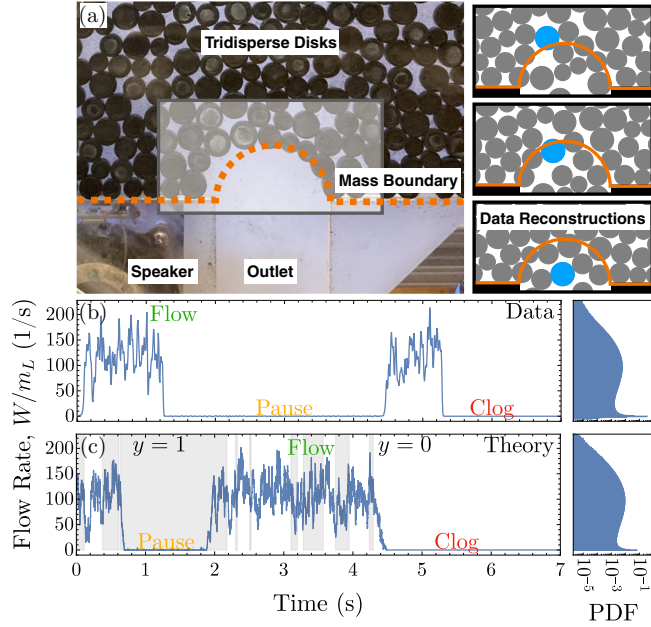 (a)
Tridisperse Disks
Mass Boundary
Speaker
Outlet
Data Reconstructions
Flow Rate, W/m_L (1/s)
(b)
Flow
Data
200
150
100
50
0
Pause
Clog
(c)
y = 1
Flow
y = 0
Theory
200
150
100
50
0
Pause
Clog
0 1 2 3 4 5 6 7
Time (s)
10⁻⁵ 10⁻³ 10⁻¹
PDF